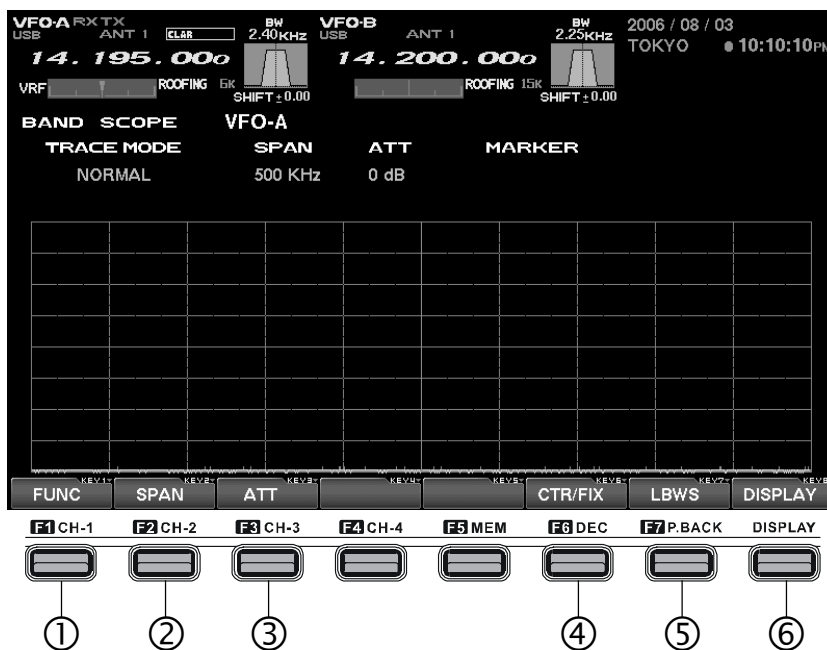 VFO-A RX TX
USB ANT 1 CLAR
BW
2.40KHz
14.195.000
VRF ROOFING 6K
SHIFT±0.00
VFO-B
USB ANT 1
BW
2.25KHz
14.200.000
ROOFING 15K
SHIFT±0.00
2006 / 08 / 03
TOKYO 10:10:10PM
BAND SCOPE VFO-A
TRACE MODE SPAN ATT MARKER
NORMAL 500 KHz 0 dB
KEY1 KEY2 KEY3 KEY4 KEY5 KEY6 KEY7 KEY8
FUNC SPAN ATT CTR/FIX LBWS DISPLAY
F1 CH-1 F2 CH-2 F3 CH-3 F4 CH-4 F5 MEM F6 DEC F7 P.BACK DISPLAY
① ② ③ ④ ⑤ ⑥